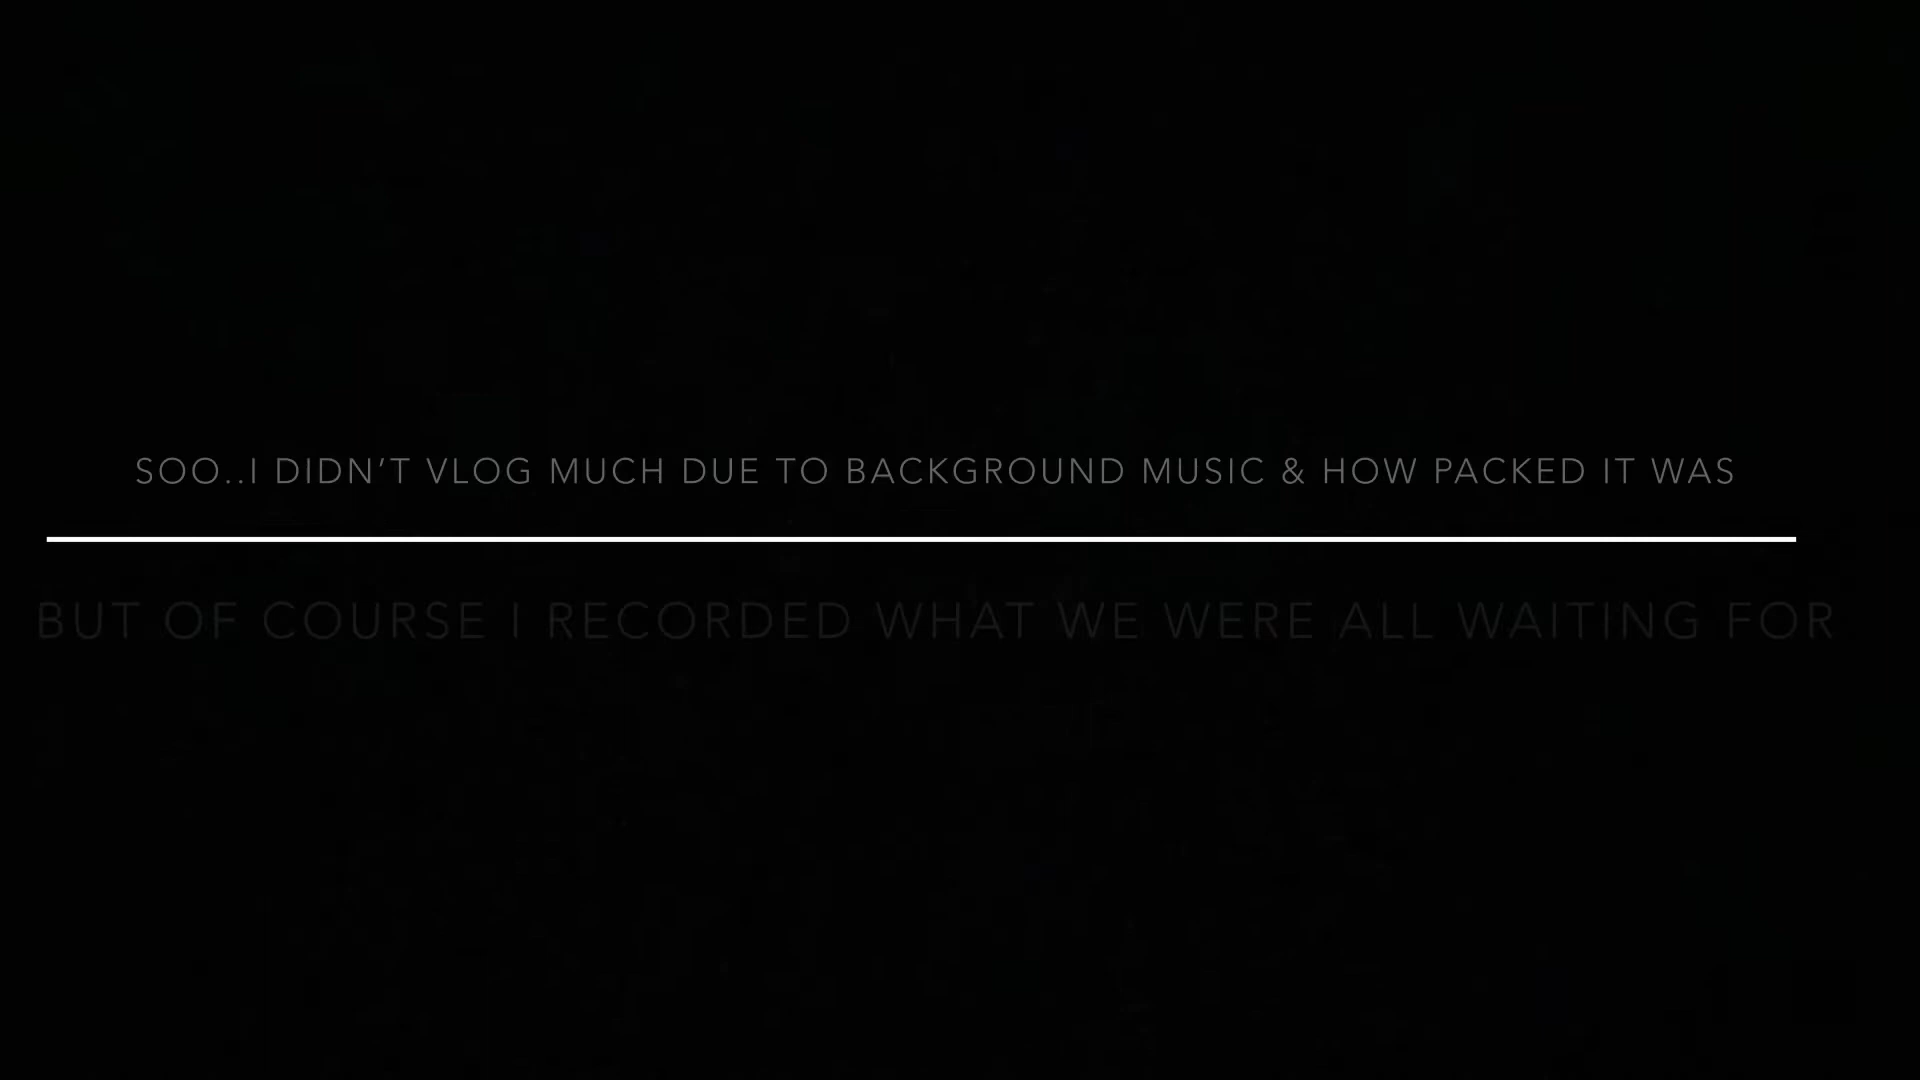 SOO..I DIDN’T VLOG MUCH DUE TO BACKGROUND MUSIC & HOW PACKED IT WAS
BUT OF COURSE I RECORDED WHAT WE WERE ALL WAITING FOR